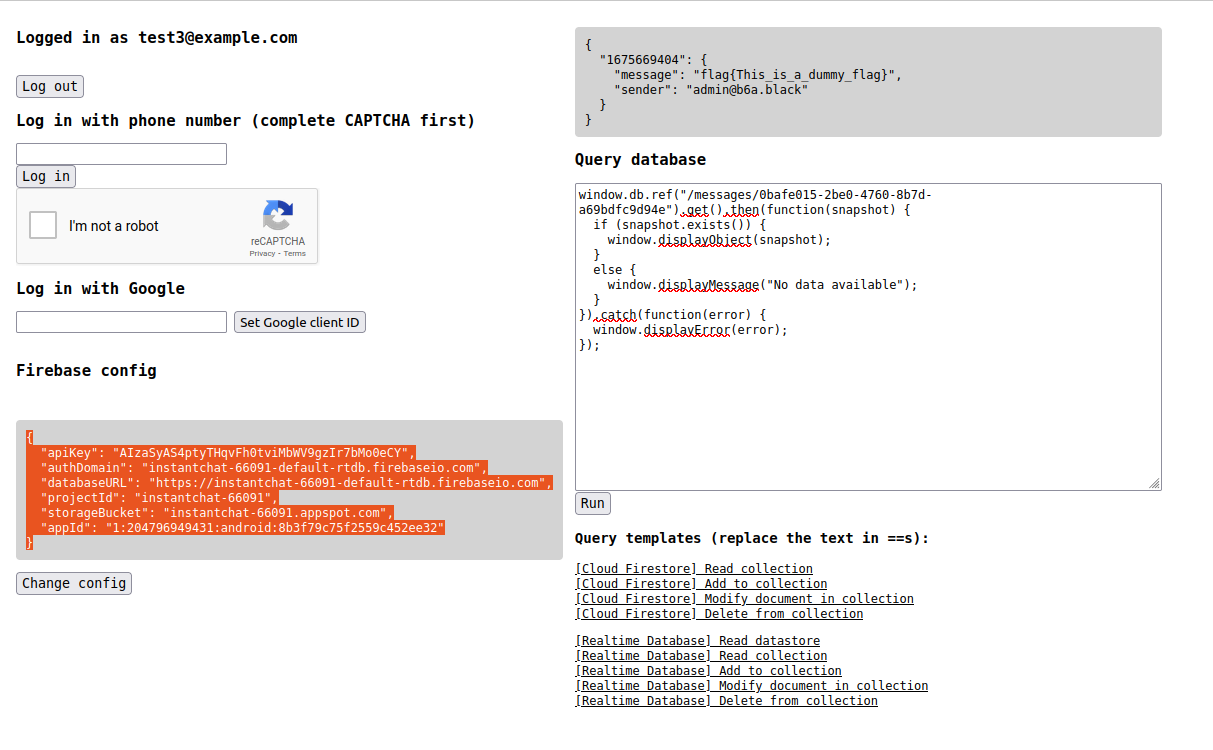 Logged in as test3@example.com
Log out
Log in with phone number (complete CAPTCHA first)
Log in
I'm not a robot
reCAPTCHA
Privacy - Terms
Log in with Google
Set Google client ID
Firebase config
{
  "apiKey": "AIzaSyAS4ptyTHqvFh0tviMbWV9gzIr7bMo0eCY",
  "authDomain": "instantchat-66091-default-rtdb.firebaseio.com",
  "databaseURL": "https://instantchat-66091-default-rtdb.firebaseio.com",
  "projectId": "instantchat-66091",
  "storageBucket": "instantchat-66091.appspot.com",
  "appId": "1:204796949431:android:8b3f79c75f2559c452ee32"
}
Change config
{
  "1675669404": {
    "message": "flag{This_is_a_dummy_flag}",
    "sender": "admin@b6a.black"
  }
}
Query database
window.db.ref("/messages/0bafe015-2be0-4760-8b7d-
a69bdfc9d94e").get().then(function(snapshot) {
  if (snapshot.exists()) {
    window.displayObject(snapshot);
  }
  else {
    window.displayMessage("No data available");
  }
}).catch(function(error) {
  window.displayError(error);
});
Run
Query templates (replace the text in ==s):
[Cloud Firestore] Read collection
[Cloud Firestore] Add to collection
[Cloud Firestore] Modify document in collection
[Cloud Firestore] Delete from collection
[Realtime Database] Read datastore
[Realtime Database] Read collection
[Realtime Database] Add to collection
[Realtime Database] Modify document in collection
[Realtime Database] Delete from collection